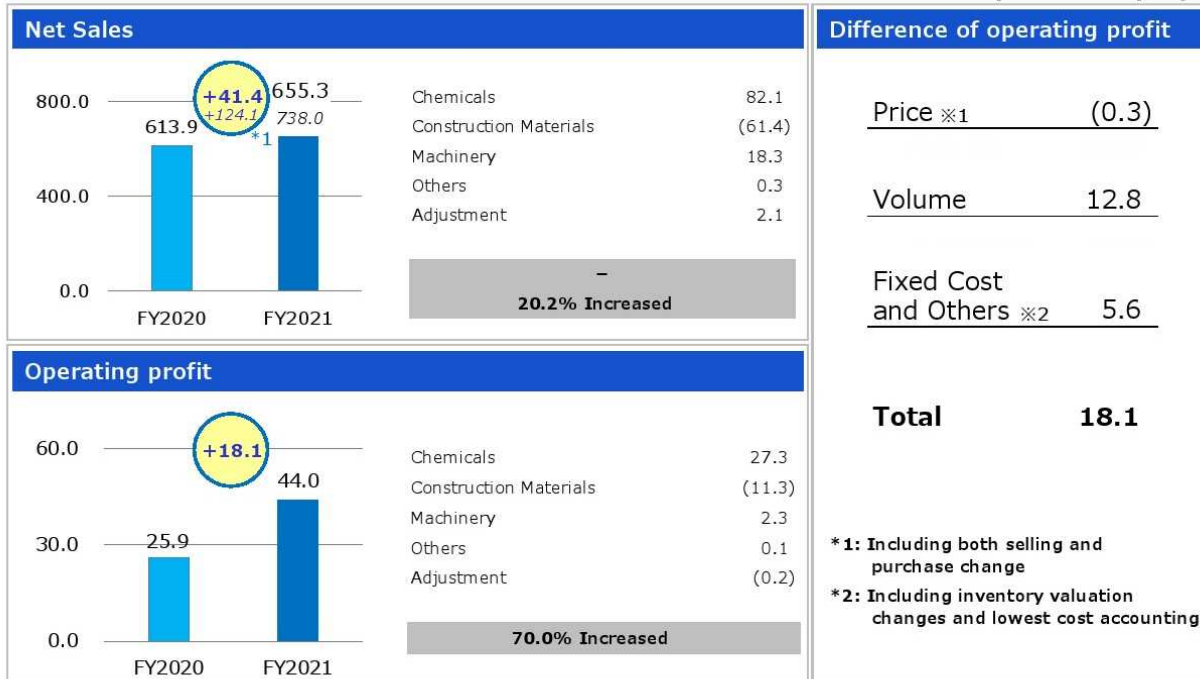 Net Sales
800.0
400.0
0.0
613.9
+41.4
+124.1
*1
655.3
738.0
FY2020
FY2021
Chemicals 82.1
Construction Materials (61.4)
Machinery 18.3
Others 0.3
Adjustment 2.1
–
20.2% Increased
Operating profit
60.0
30.0
0.0
25.9
+18.1
44.0
FY2020
FY2021
Chemicals 27.3
Construction Materials (11.3)
Machinery 2.3
Others 0.1
Adjustment (0.2)
70.0% Increased
Difference of operating profit
Price ※1 (0.3)
Volume 12.8
Fixed Cost
and Others ※2 5.6
Total 18.1
*1: Including both selling and
purchase change
*2: Including inventory valuation
changes and lowest cost accounting